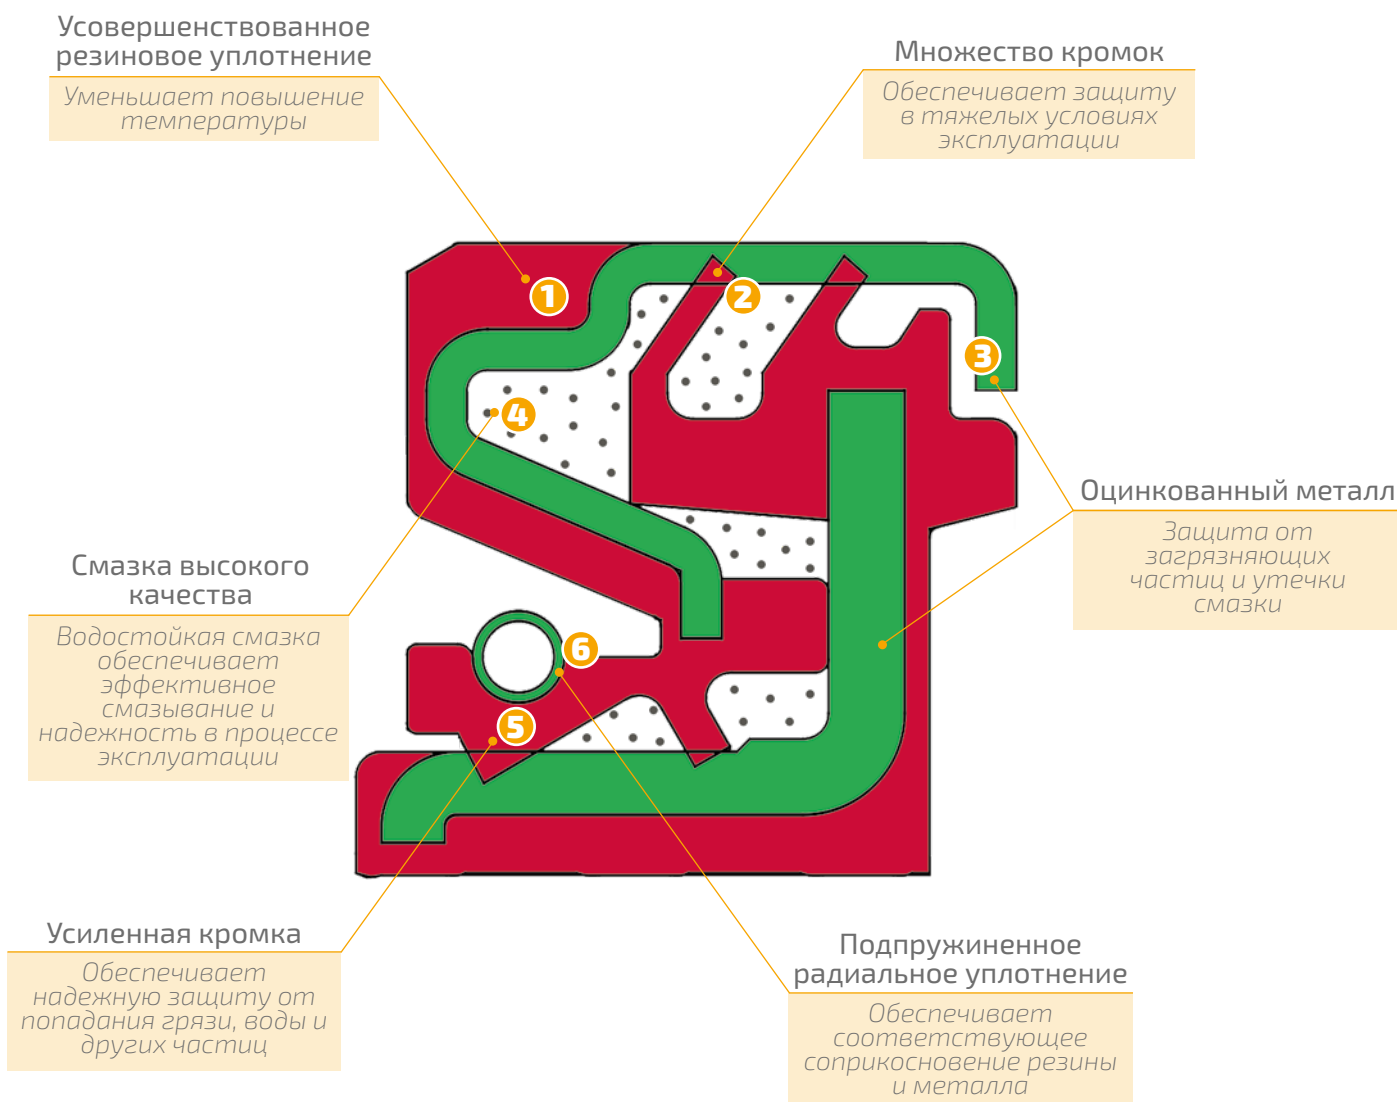 Усовершенствованное
резиновое уплотнение
Уменьшает повышение
температуры
Множество кромок
Обеспечивает защиту
в тяжелых условиях
эксплуатации
1
2
3
4
Оцинкованный металл
Защита от
загрязняющих
частиц и утечки
смазки
Смазка высокого
качества
Водостойкая смазка
обеспечивает
эффективное
смазывание и
надежность в процессе
эксплуатации
6
5
Усиленная кромка
Обеспечивает
надежную защиту от
попадания грязи, воды и
других частиц
Подпружиненное
радиальное уплотнение
Обеспечивает
соответствующее
соприкосновение резины
и металла